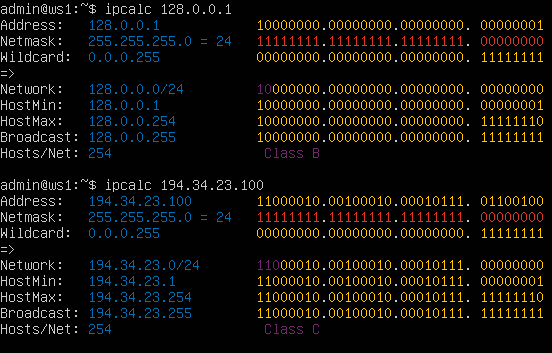 admin@ws1:~$ ipcalc 128.0.0.1
Address:   128.0.0.1            10000000.00000000.00000000. 00000001
Netmask:   255.255.255.0 = 24   11111111.11111111.11111111. 00000000
Wildcard:  0.0.0.255            00000000.00000000.00000000. 11111111
=>
Network:   128.0.0.0/24         10000000.00000000.00000000. 00000000
HostMin:   128.0.0.1            10000000.00000000.00000000. 00000001
HostMax:   128.0.0.254          10000000.00000000.00000000. 11111110
Broadcast: 128.0.0.255          10000000.00000000.00000000. 11111111
Hosts/Net: 254                   Class B
admin@ws1:~$ ipcalc 194.34.23.100
Address:   194.34.23.100        11000010.00100010.00010111. 01100100
Netmask:   255.255.255.0 = 24   11111111.11111111.11111111. 00000000
Wildcard:  0.0.0.255            00000000.00000000.00000000. 11111111
=>
Network:   194.34.23.0/24       11000010.00100010.00010111. 00000000
HostMin:   194.34.23.1          11000010.00100010.00010111. 00000001
HostMax:   194.34.23.254        11000010.00100010.00010111. 11111110
Broadcast: 194.34.23.255        11000010.00100010.00010111. 11111111
Hosts/Net: 254                   Class C